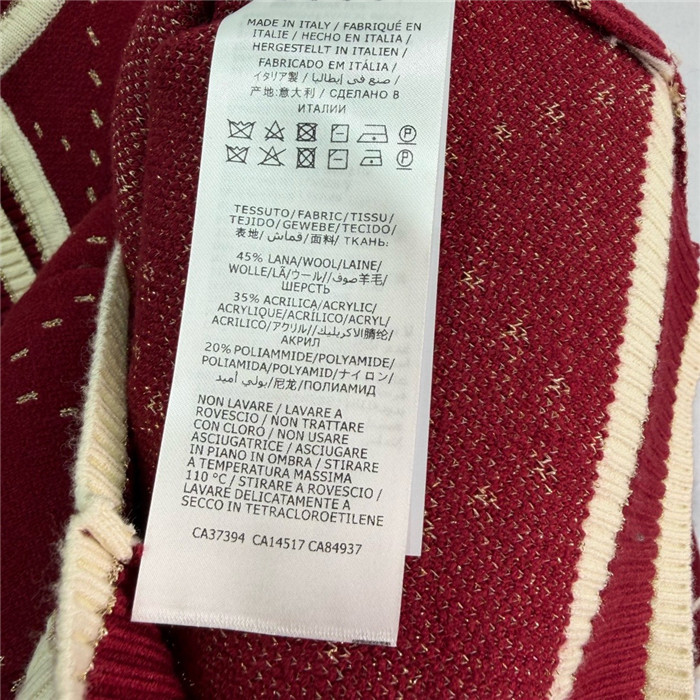 MADE IN ITALY / FABRIQUÉ EN
ITALIE / HECHO EN ITALIA /
HERGESTELLT IN ITALIEN /
FABRICADO EM ITÁLIA /
イタリア製 / صنع في إيطاليا /
产地:意大利 / СДЕЛАНО В
ИТАЛИИ
TESSUTO/FABRIC/TISSU/
TEJIDO/GEWEBE/TECIDO/
表地/قماش/面料/ ТКАНЬ:
45% LANA/WOOL/LAINE/
WOLLE/LÃ/ウール/صوف/羊毛/
ШЕРСТЬ
35% ACRILICA/ACRYLIC/
ACRYLIQUE/ACRÍLICO/ACRYL/
ACRILICO/アクリル/الاكريليك/腈纶/
АКРИЛ
20% POLIAMMIDE/POLYAMIDE/
POLIAMIDA/POLYAMID/ナイロン/
بولي أميد/尼龙/ПОЛИАМИД
NON LAVARE / LAVARE A
ROVESCIO / NON TRATTARE
CON CLORO / NON USARE
ASCIUGATRICE / ASCIUGARE
IN PIANO IN OMBRA / STIRARE
A TEMPERATURA MASSIMA
110 °C / STIRARE A ROVESCIO /
LAVARE DELICATAMENTE A
SECCO IN TETRACLOROETILENE
CA37394 CA14517 CA84937